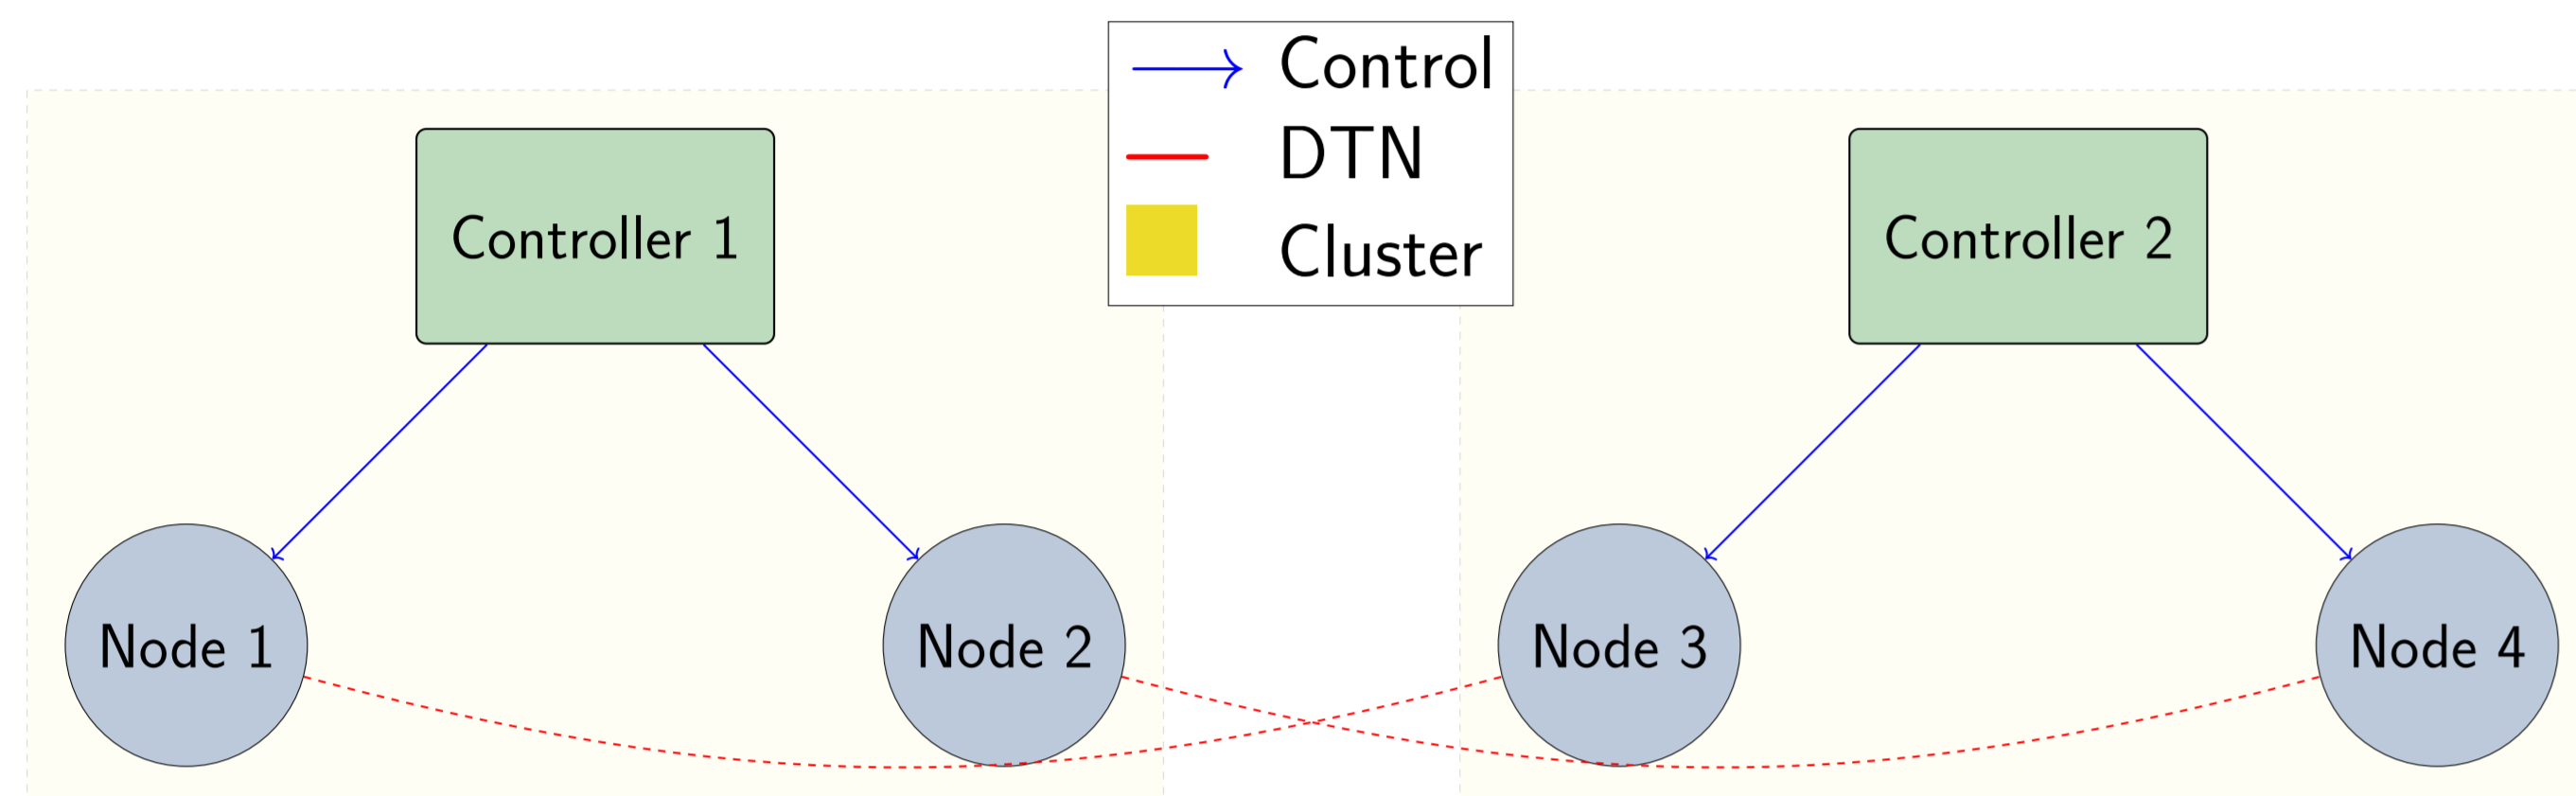 Control
DTN
Cluster
Controller 1
Controller 2
Node 1
Node 2
Node 3
Node 4